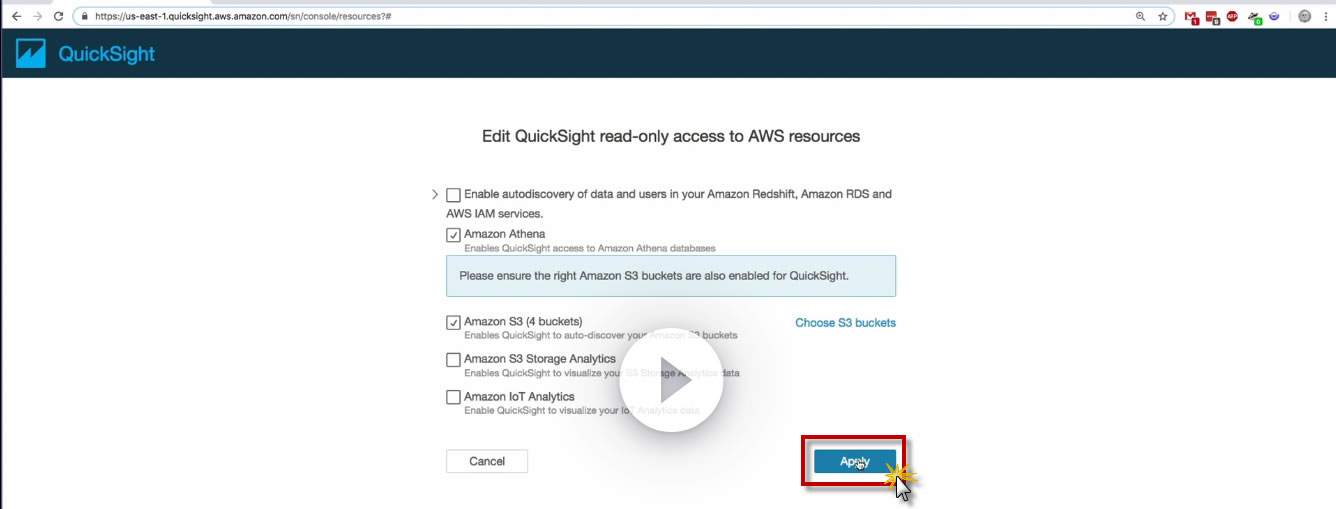 https://us-east-1.quicksight.aws.amazon.com/sn/console/resources?#
QuickSight
Edit QuickSight read-only access to AWS resources
Enable autodiscovery of data and users in your Amazon Redshift, Amazon RDS and
AWS IAM services.
Amazon Athena
Enables QuickSight access to Amazon Athena databases
Please ensure the right Amazon S3 buckets are also enabled for QuickSight.
Amazon S3 (4 buckets)
Choose S3 buckets
Enables QuickSight to auto-discover your Amazon S3 buckets
Amazon S3 Storage Analytics
Enables QuickSight to visualize your S3 Storage Analytics data
Amazon IoT Analytics
Enable QuickSight to visualize your IoT Analytics data
Cancel
Apply